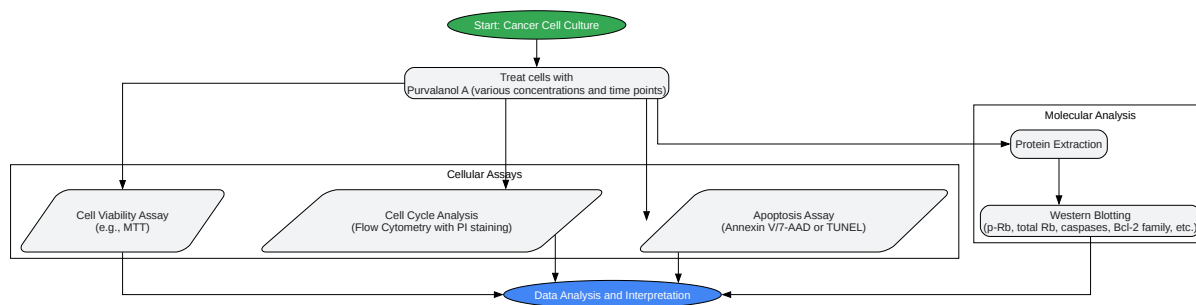 Start: Cancer Cell Culture
Treat cells with
Purvalanol A (various concentrations and time points)
Molecular Analysis
Protein Extraction
Cellular Assays
Cell Viability Assay
(e.g., MTT)
Cell Cycle Analysis
(Flow Cytometry with PI staining)
Apoptosis Assay
(Annexin V/7-AAD or TUNEL)
Western Blotting
(p-Rb, total Rb, caspases, Bcl-2 family, etc.)
Data Analysis and Interpretation